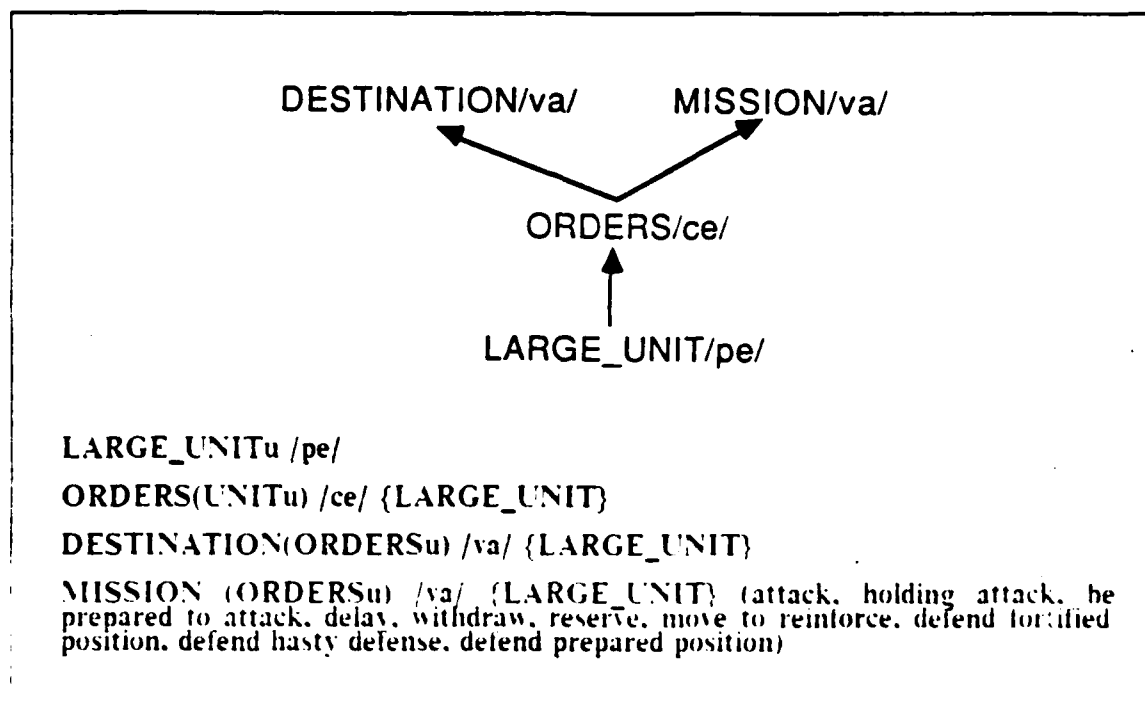 DESTINATION/va/ MISSION/va/
ORDERS/ce/
LARGE_UNIT/pe/
LARGE_UNITu /pe/
ORDERS(UNITu) /ce/ {LARGE_UNIT}
DESTINATION(ORDERSu) /va/ {LARGE_UNIT}
MISSION (ORDERSu) /va/ {LARGE_UNIT} (attack, holding attack, be
prepared to attack, delay, withdraw, reserve, move to reinforce, defend fortified
position, defend hasty defense, defend prepared position)